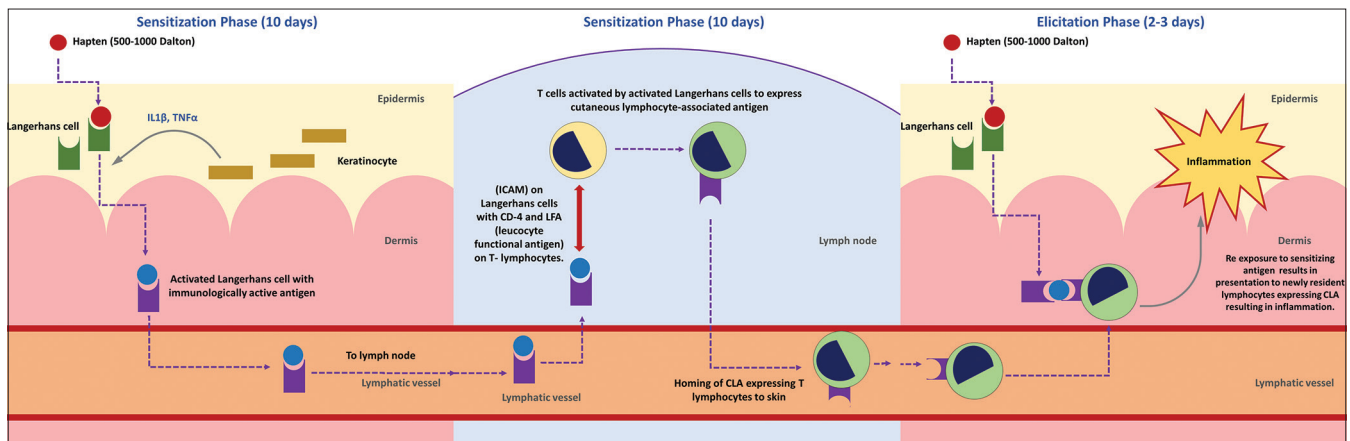 Sensitization Phase (10 days)
Hapten (500-1000 Dalton)
Epidermis
Langerhans cell
IL1β, TNFα
Keratinocyte
Dermis
Activated Langerhans cell with
immunologically active antigen
To lymph node
Lymphatic vessel
Sensitization Phase (10 days)
T cells activated by activated Langerhans cells to express
cutaneous lymphocyte-associated antigen
(ICAM) on
Langerhans cells
with CD-4 and LFA
(leucocyte
functional antigen)
on T- lymphocytes.
Lymph node
Lymphatic vessel
Homing of CLA expressing T
lymphocytes to skin
Elicitation Phase (2-3 days)
Hapten (500-1000 Dalton)
Epidermis
Langerhans cell
Inflammation
Dermis
Re exposure to sensitizing
antigen results in
presentation to newly resident
lymphocytes expressing CLA
resulting in inflammation.
Lymphatic vessel